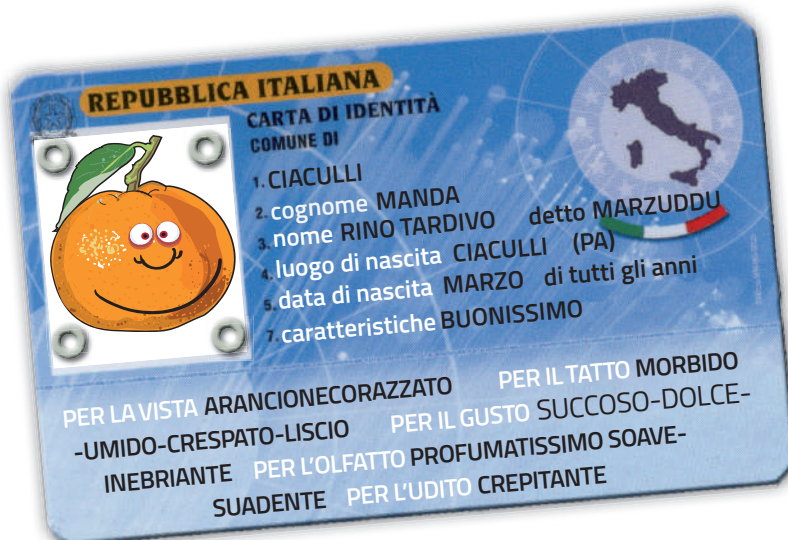 REPUBBLICA ITALIANA
CARTA DI IDENTITÀ
COMUNE DI
1. CIACULLI
2. cognome MANDA
3. nome RINO TARDIVO detto MARZUDDU
4. luogo di nascita CIACULLI (PA)
5. data di nascita MARZO di tutti gli anni
7. caratteristiche BUONISSIMO
PER LA VISTA ARANCIONECORAZZATO PER IL TATTO MORBIDO
-UMIDO-CRESPATO-LISCIO PER IL GUSTO SUCCOSO-DOLCE-
INEBRIANTE PER L'OLFATTO PROFUMATISSIMO SOAVE-
SUADENTE PER L'UDITO CREPITANTE